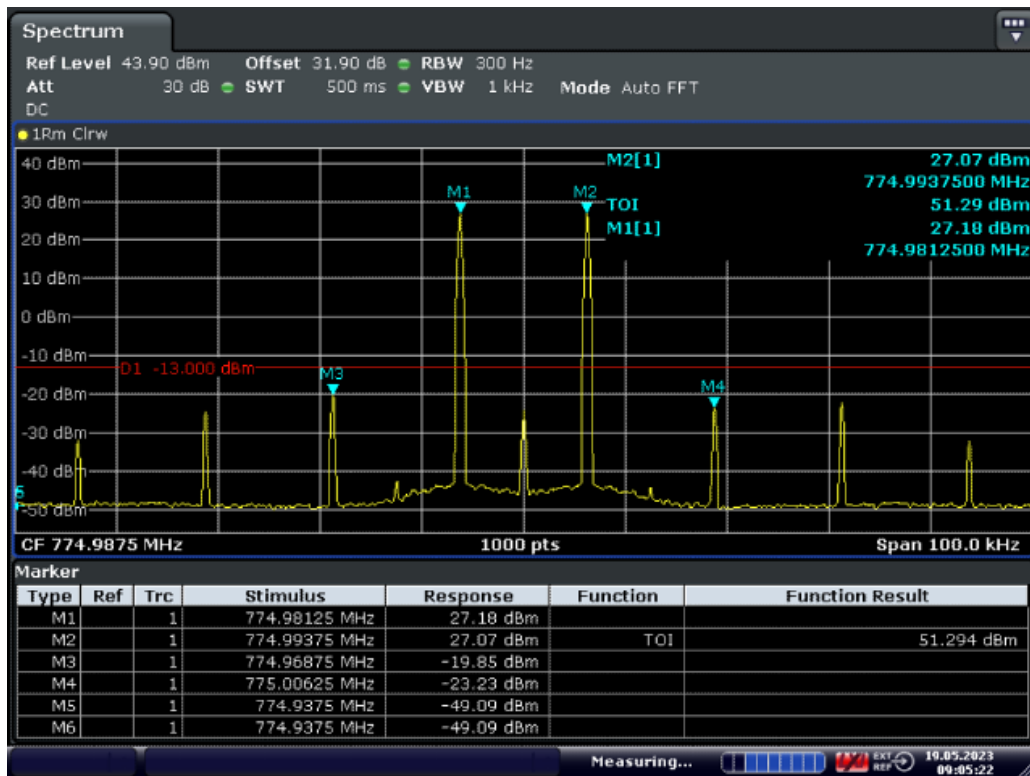 Spectrum
Ref Level 43.90 dBm Offset 31.90 dB RBW 300 Hz
Att 30 dB SWT 500 ms VBW 1 kHz Mode Auto FFT
DC
1Rm Clrw
40 dBm
M2[1] 27.07 dBm
774.9937500 MHz
30 dBm
M1
M2
TOI 51.29 dBm
M1[1] 27.18 dBm
20 dBm
774.9812500 MHz
10 dBm
0 dBm
-10 dBm
D1 -13.000 dBm
M3
M4
-20 dBm
-30 dBm
-40 dBm
-50 dBm
CF 774.9875 MHz 1000 pts Span 100.0 kHz
Marker
Type Ref Trc Stimulus Response Function Function Result
M1 1 774.98125 MHz 27.18 dBm
M2 1 774.99375 MHz 27.07 dBm TOI 51.294 dBm
M3 1 774.96875 MHz -19.85 dBm
M4 1 775.00625 MHz -23.23 dBm
M5 1 774.9375 MHz -49.09 dBm
M6 1 774.9375 MHz -49.09 dBm
Measuring... EXT REF 19.05.2023
09:05:22